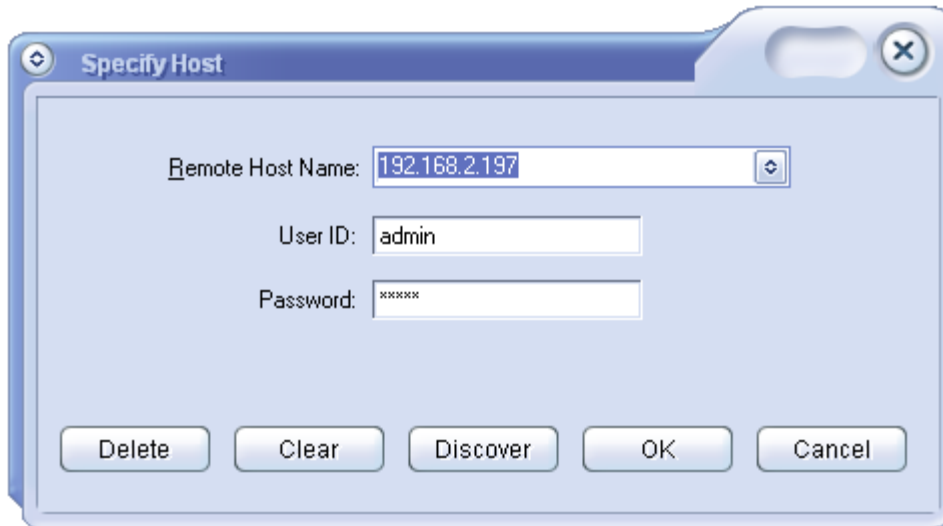 Specify Host
Remote Host Name: 192.168.2.197
User ID: admin
Password: *****
Delete Clear Discover OK Cancel